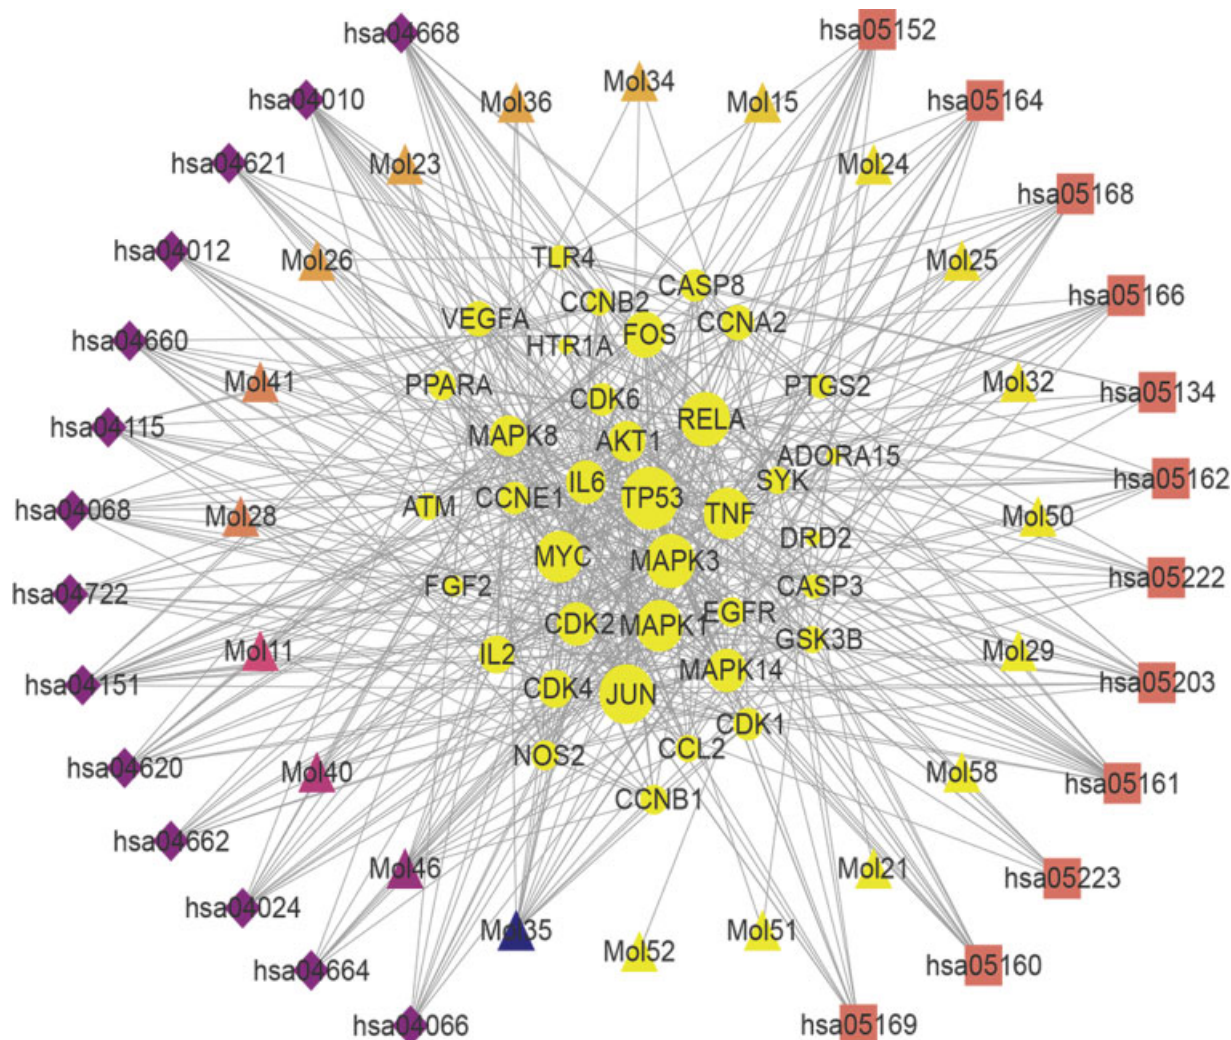 hsa04668
hsa05152
hsa04010
Mol36
Mol34
Mol15
hsa05164
hsa04621
Mol23
Mol24
hsa05168
hsa04012
Mol26
TLR4
CASP8
Mol25
hsa05166
VEGFA
CCNB2
FOS
CCNA2
hsa04660
HTR1A
Mol41
PPARA
CDK6
PTGS2
Mol32
hsa05134
hsa04115
MAPK8
AKT1
RELA
ADORA15
hsa04068
Mol28
ATM
CCNE1
IL6
TP53
TNF
SYK
Mol50
hsa05162
DRD2
hsa04722
FGF2
MYC
MAPK3
CASP3
hsa05222
Mol11
IL2
CDK2
MAPK1
EGFR
GSK3B
Mol29
hsa04151
CDK4
JUN
MAPK14
hsa05203
hsa04620
Mol40
NOS2
CCL2
CDK1
Mol58
hsa05161
CCNB1
hsa04662
Mol46
Mol21
hsa05223
hsa04024
Mol35
Mol52
Mol51
hsa04664
hsa05160
hsa04066
hsa05169